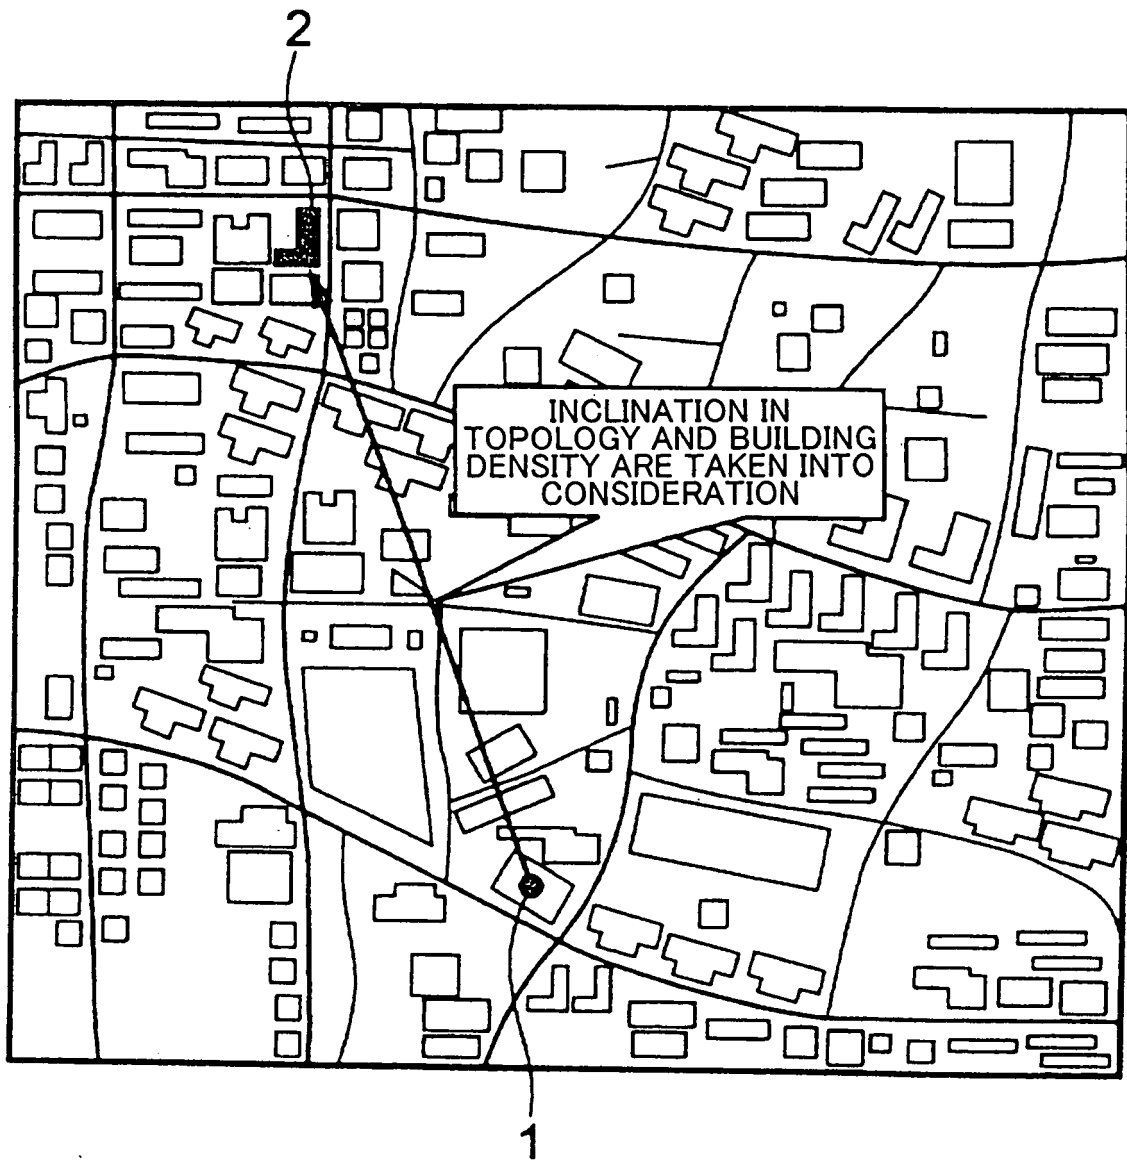 2
INCLINATION IN
TOPOLOGY AND BUILDING
DENSITY ARE TAKEN INTO
CONSIDERATION
1